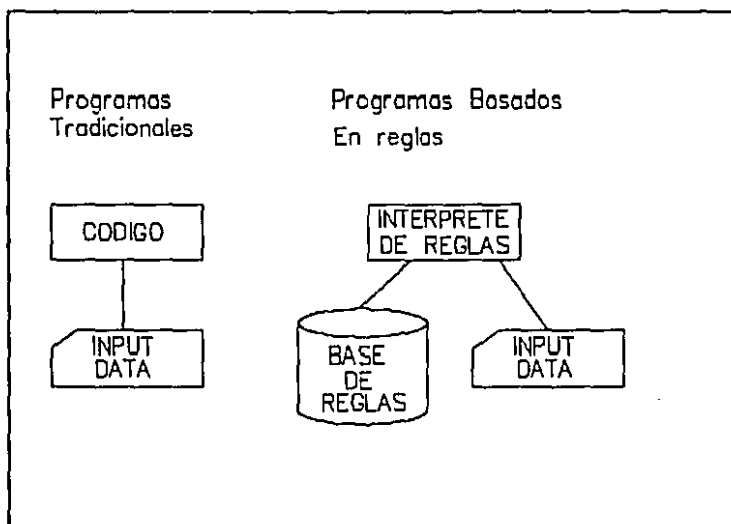 Programas
Tradicionales
Programas Basados
En reglas
CODIGO
INPUT
DATA
INTERPRETE
DE REGLAS
BASE
DE
REGLAS
INPUT
DATA